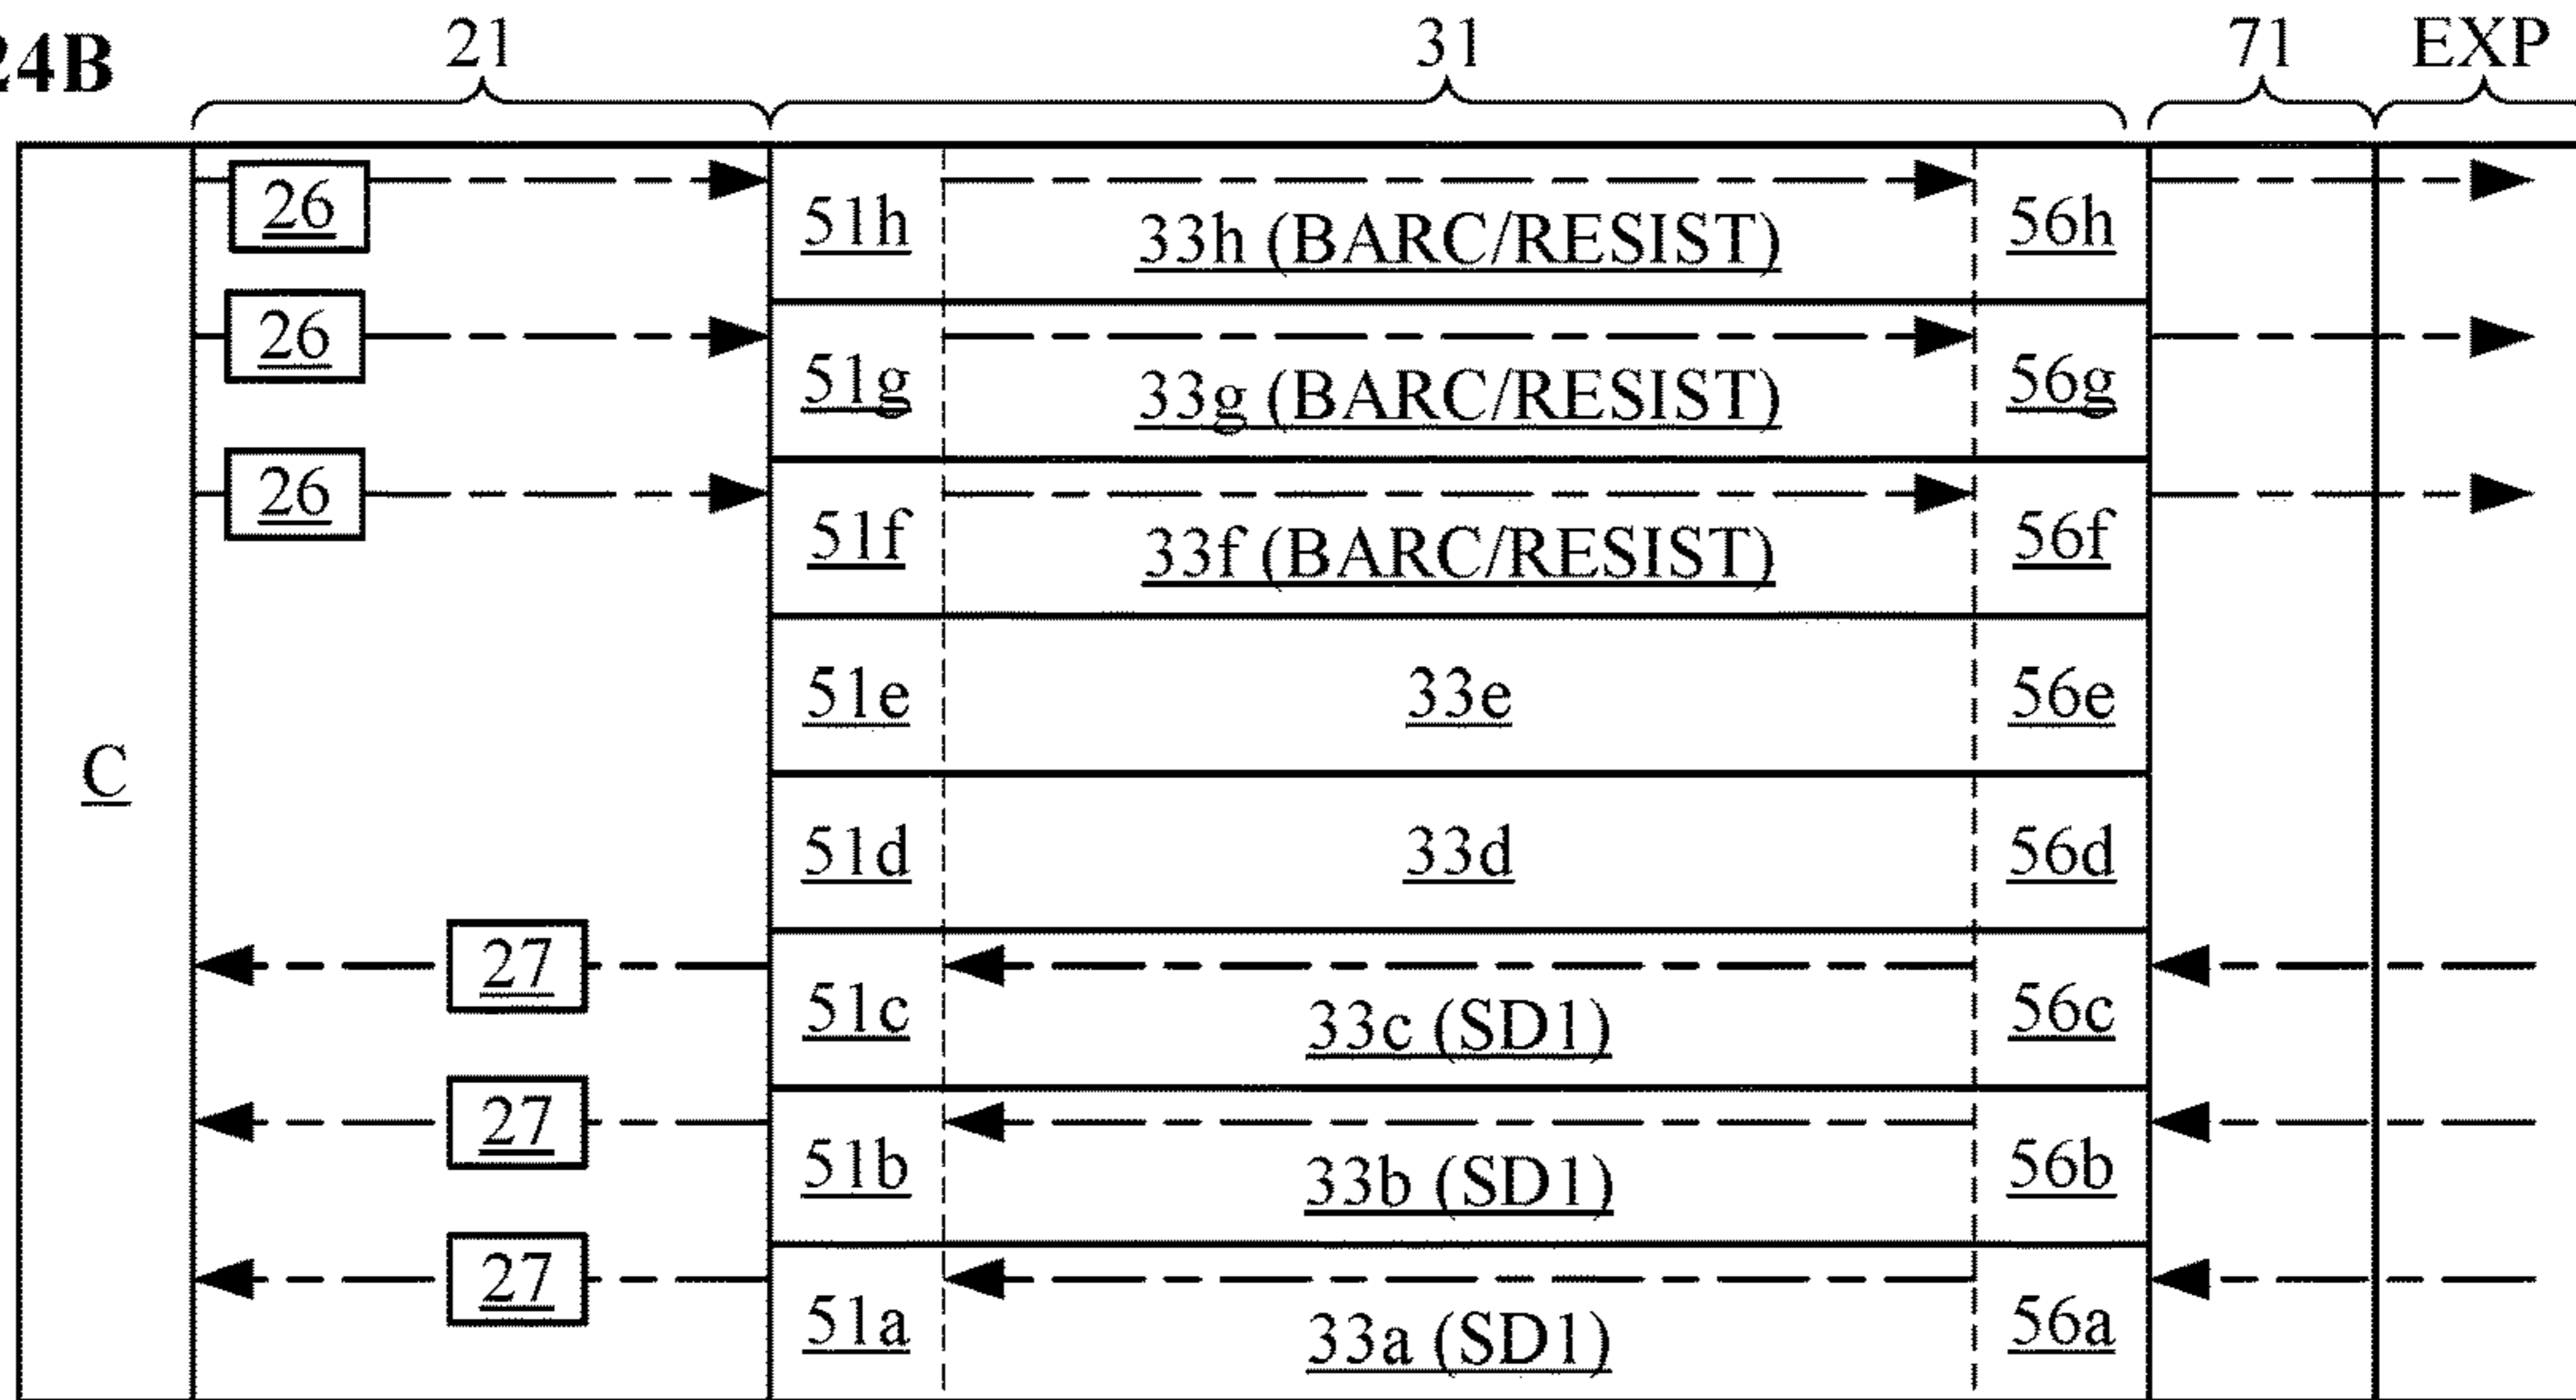 24B
21 31 71 EXP
26 51h 33h (BARC/RESIST) 56h
26 51g 33g (BARC/RESIST) 56g
26 51f 33f (BARC/RESIST) 56f
51e 33e 56e
C
51d 33d 56d
27 51c 33c (SD1) 56c
27 51b 33b (SD1) 56b
27 51a 33a (SD1) 56a